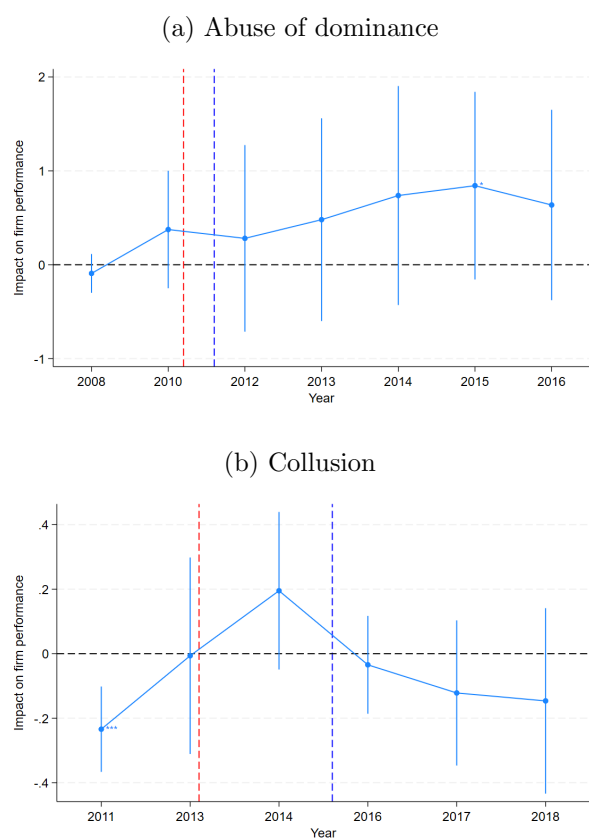 (a) Abuse of dominance
2
1
0
-1
Impact on firm performance
*
2008 2010 2012 2013 2014 2015 2016
Year
(b) Collusion
.4
.2
0
-.2
-.4
Impact on firm performance
***
2011 2013 2014 2016 2017 2018
Year